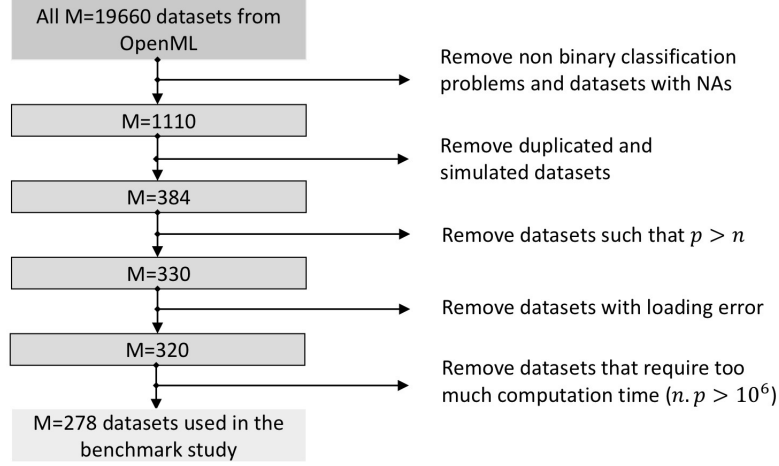 All M=19660 datasets from
OpenML
Remove non binary classification
problems and datasets with NAs
M=1110
Remove duplicated and
simulated datasets
M=384
Remove datasets such that p > n
M=330
Remove datasets with loading error
M=320
Remove datasets that require too
much computation time (n. p > 10⁶)
M=278 datasets used in the
benchmark study